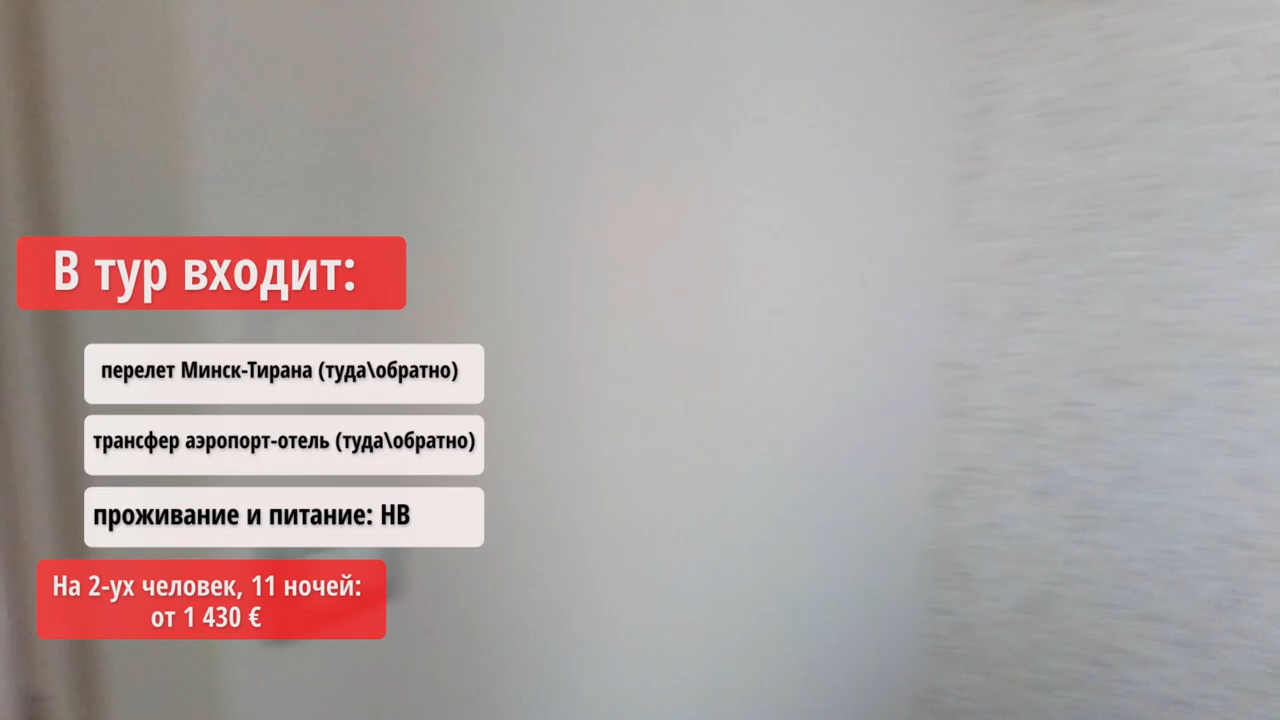 В тур входит:
перелет Минск-Тирана (туда\обратно)
трансфер аэропорт-отель (туда\обратно)
проживание и питание: HB
На 2-ух человек, 11 ночей:
от 1 430 €